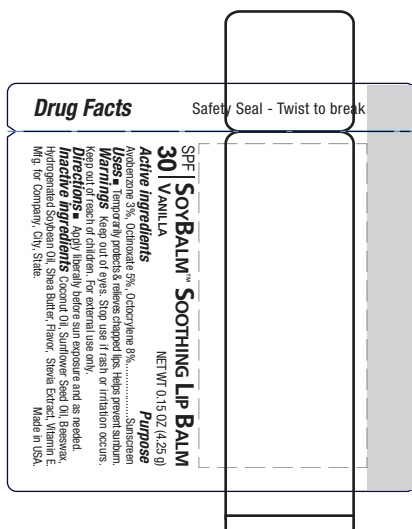 Drug Facts
Safety Seal - Twist to break
SPF
30
SOYBALM™ SOOTHING LIP BALM
VANILLA
NET WT 0.15 OZ (4.25 g)
Active ingredients Purpose
Avobenzone 3%, Octinoxate 5%, Octocrylene 8%..............Sunscreen
Uses ■ Temporarily protects & relieves chapped lips. Helps prevent sunburn.
Warnings Keep out of eyes. Stop use if rash or irritation occurs.
Keep out of reach of children. For external use only.
Directions ■ Apply liberally before sun exposure and as needed.
Inactive ingredients Coconut Oil, Sunflower Seed Oil, Beeswax,
Hydrogenated Soybean Oil, Shea Butter, Flavor, Stevia Extract, Vitamin E.
Mfg. for Company, City, State. Made in USA.